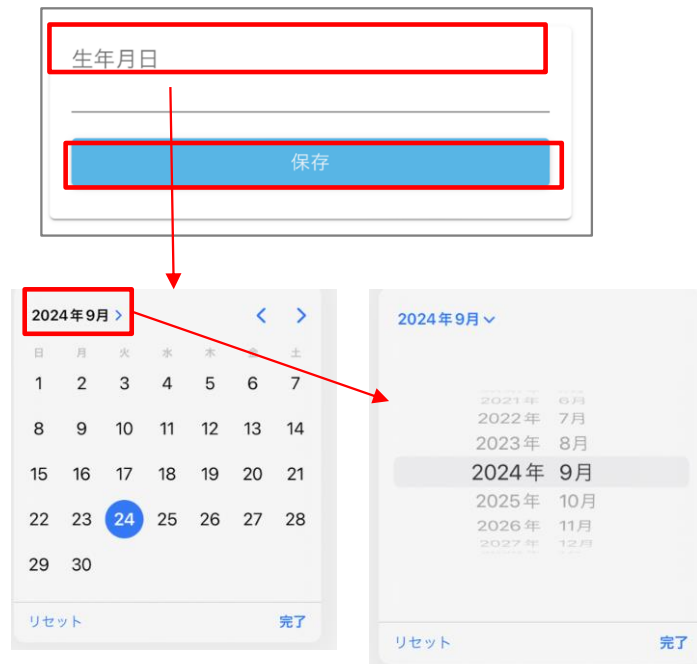 生年月日
保存
2024年9月 >
日 月 火 水 木 金 土
1 2 3 4 5 6 7
8 9 10 11 12 13 14
15 16 17 18 19 20 21
22 23 24 25 26 27 28
29 30
リセット 完了
2024年9月
2021年 6月
2022年 7月
2023年 8月
2024年 9月
2025年 10月
2026年 11月
2027年 12月
リセット 完了